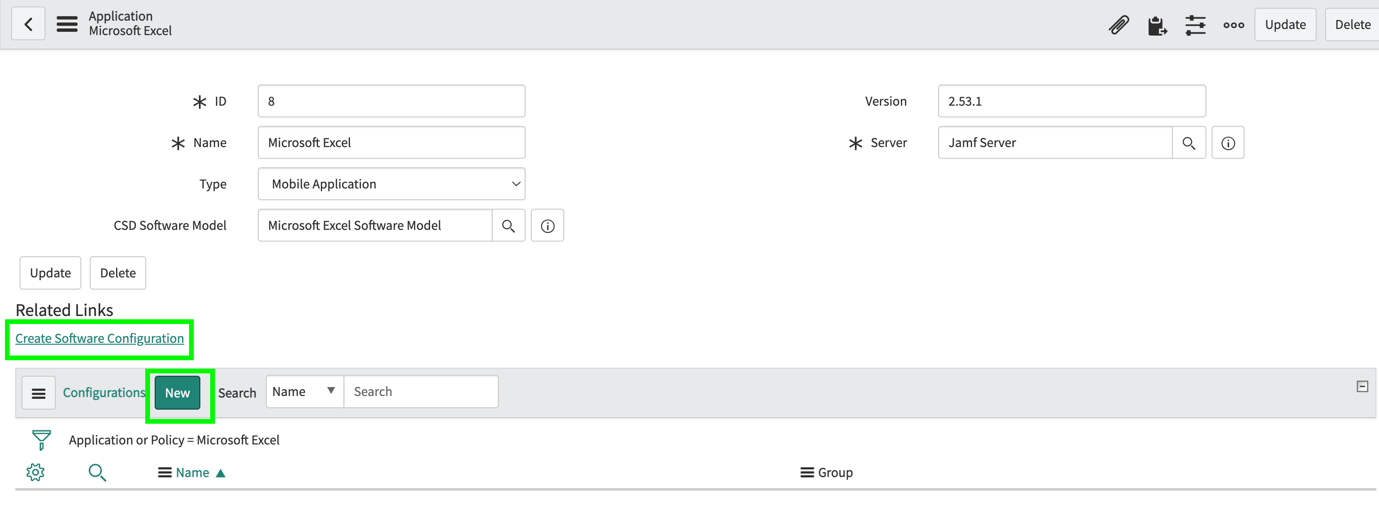 Application
Microsoft Excel
Update
Delete
ID
8
Version
2.53.1
Name
Microsoft Excel
Server
Jamf Server
Type
Mobile Application
CSD Software Model
Microsoft Excel Software Model
Update
Delete
Related Links
Create Software Configuration
Configurations
New
Search
Name
Search
Application or Policy = Microsoft Excel
Name
Group